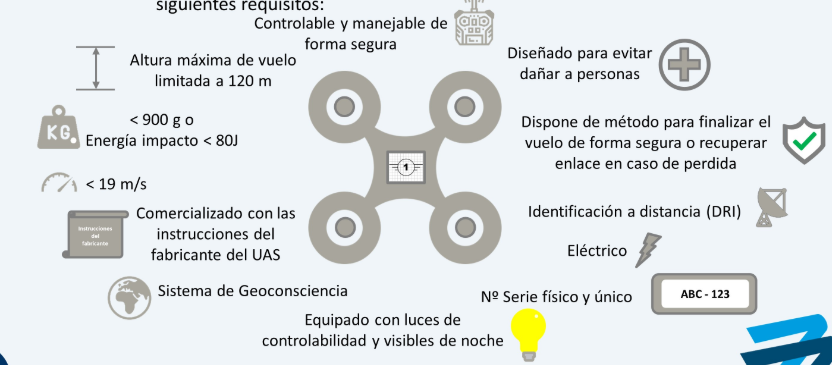 siguientes requisitos:
Controlable y manejable de
forma segura
Altura máxima de vuelo
limitada a 120 m
Diseñado para evitar
dañar a personas
KG.
< 900 g o
Energía impacto < 80J
Dispone de método para finalizar el
vuelo de forma segura o recuperar
enlace en caso de perdida
1
< 19 m/s
Instrucciones
del
fabricante
Comercializado con las
instrucciones del
fabricante del UAS
Identificación a distancia (DRI)
Eléctrico
Sistema de Geoconsciencia
Nº Serie físico y único
ABC - 123
Equipado con luces de
controlabilidad y visibles de noche